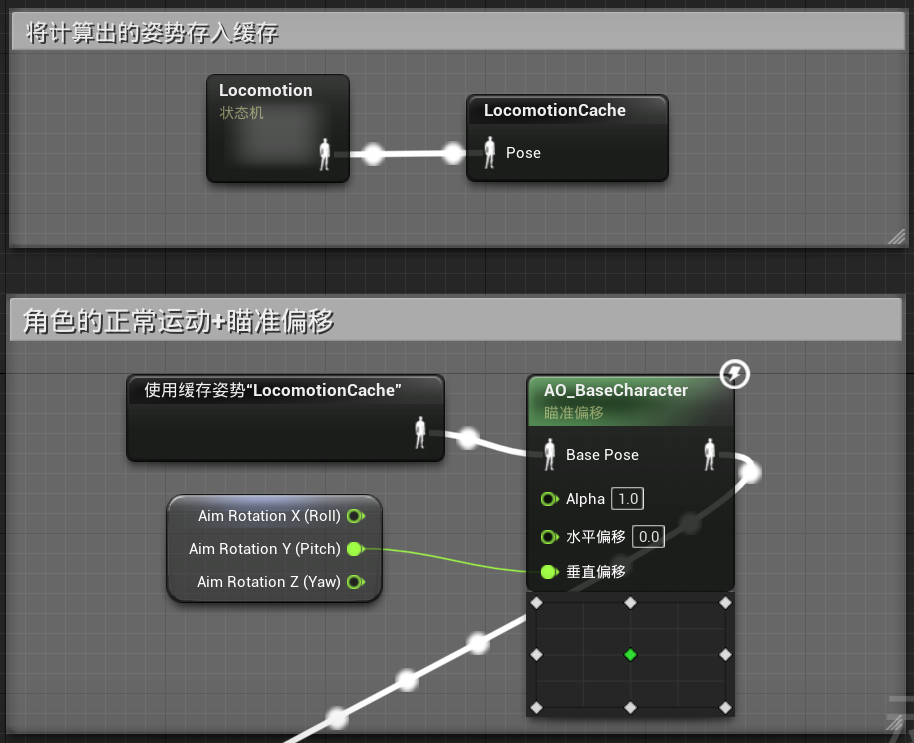 将计算出的姿势存入缓存
Locomotion
状态机
LocomotionCache
Pose
角色的正常运动+瞄准偏移
使用缓存姿势“LocomotionCache”
AO_BaseCharacter
瞄准偏移
Base Pose
Alpha 1.0
水平偏移 0.0
垂直偏移
Aim Rotation X (Roll)
Aim Rotation Y (Pitch)
Aim Rotation Z (Yaw)